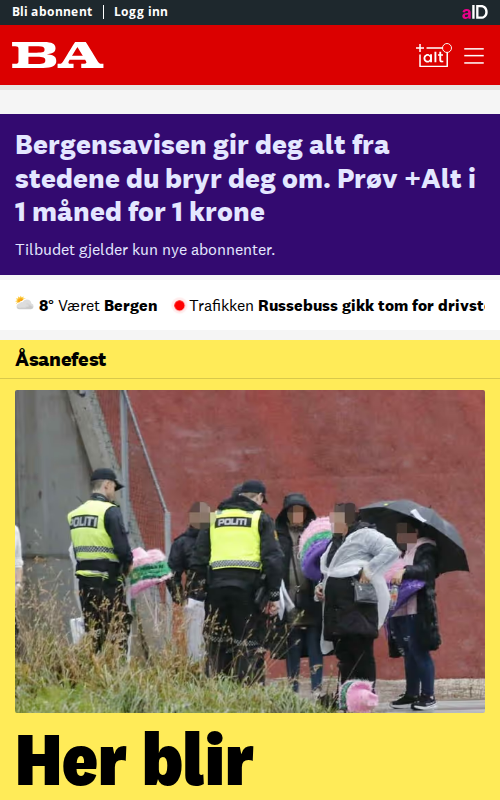 Bli abonnent
Logg inn
aID
BA
+alt
Bergensavisen gir deg alt fra
stedene du bryr deg om. Prøv +Alt i
1 måned for 1 krone
Tilbudet gjelder kun nye abonnenter.
8° Været Bergen
Trafikken Russebuss gikk tom for drivst
Åsanefest
POLITI
POLITI
Her blir